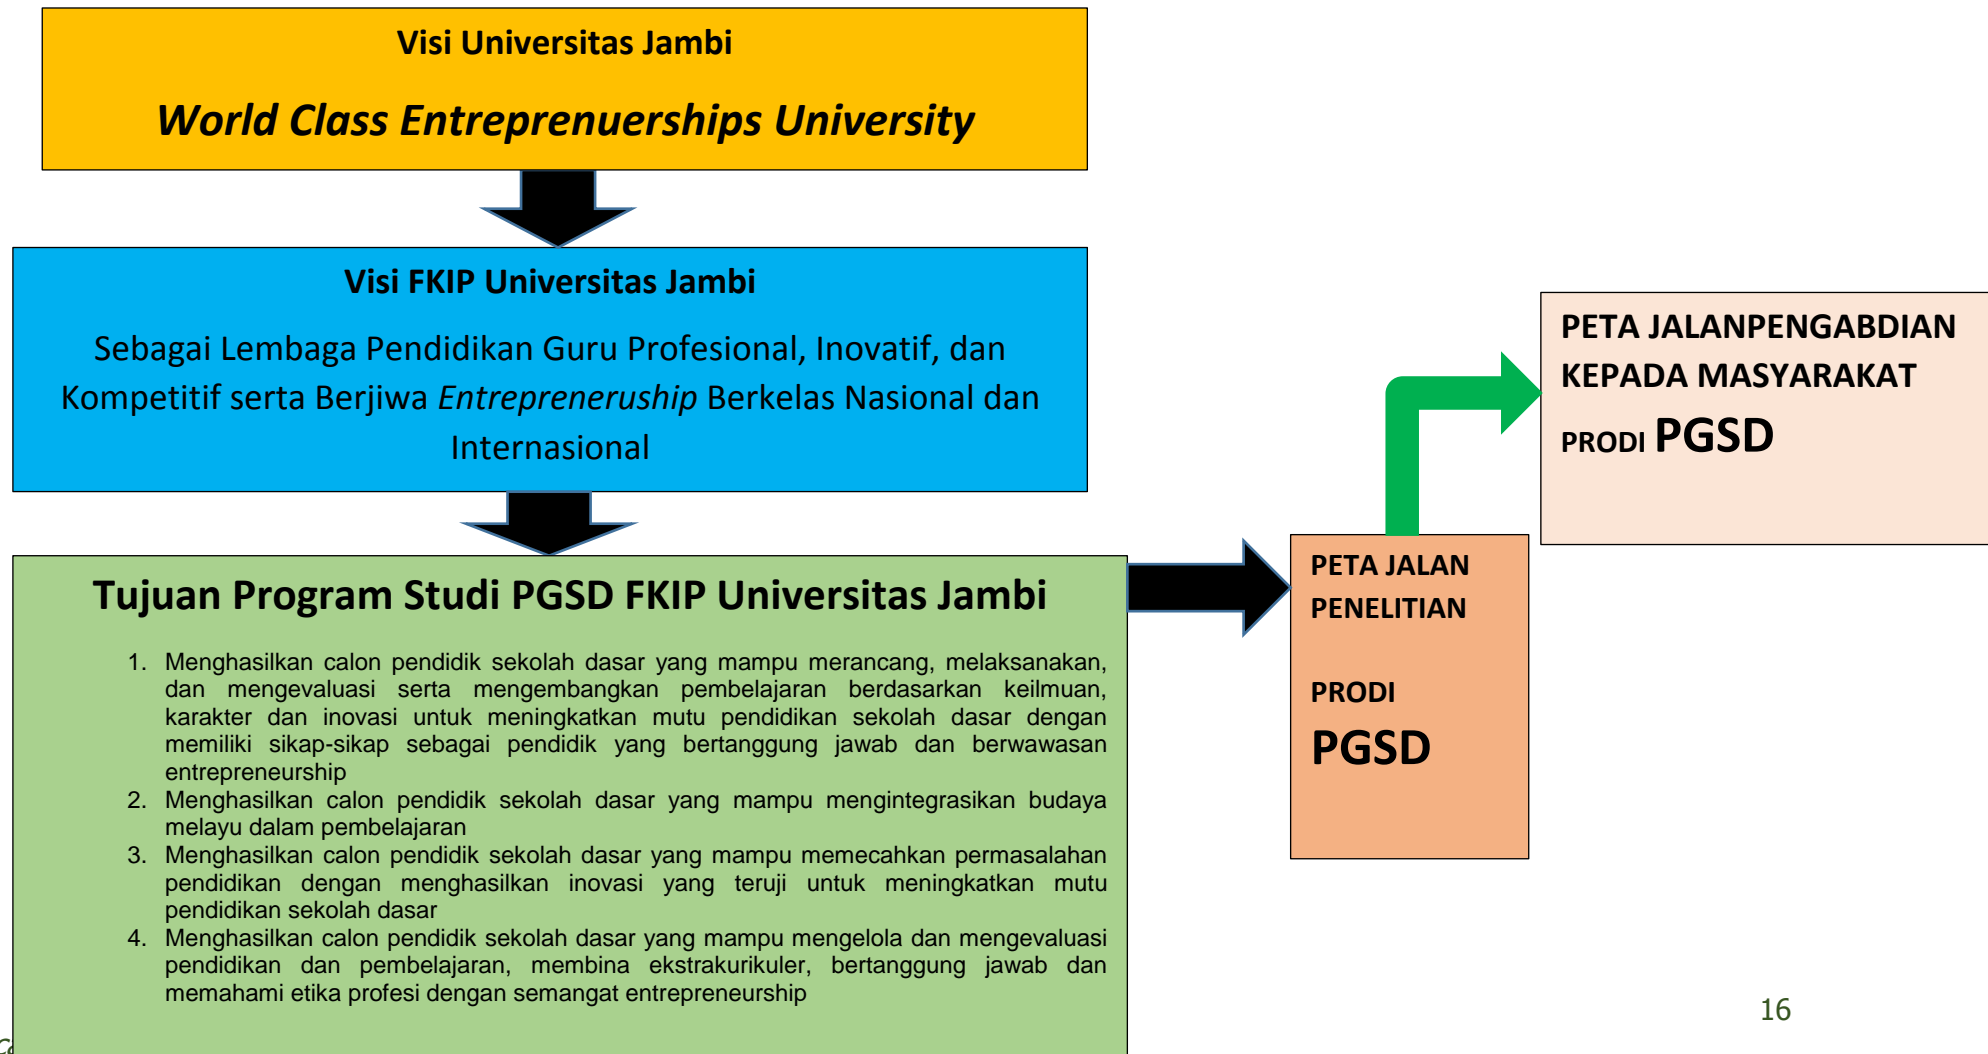 Visi Universitas Jambi
World Class Entreprenuerships University
Visi FKIP Universitas Jambi
Sebagai Lembaga Pendidikan Guru Profesional, Inovatif, dan
Kompetitif serta Berjiwa Entrepreneruship Berkelas Nasional dan
Internasional
Tujuan Program Studi PGSD FKIP Universitas Jambi
1. Menghasilkan calon pendidik sekolah dasar yang mampu merancang, melaksanakan,
dan mengevaluasi serta mengembangkan pembelajaran berdasarkan keilmuan,
karakter dan inovasi untuk meningkatkan mutu pendidikan sekolah dasar dengan
memiliki sikap-sikap sebagai pendidik yang bertanggung jawab dan berwawasan
entrepreneurship
2. Menghasilkan calon pendidik sekolah dasar yang mampu mengintegrasikan budaya
melayu dalam pembelajaran
3. Menghasilkan calon pendidik sekolah dasar yang mampu memecahkan permasalahan
pendidikan dengan menghasilkan inovasi yang teruji untuk meningkatkan mutu
pendidikan sekolah dasar
4. Menghasilkan calon pendidik sekolah dasar yang mampu mengelola dan mengevaluasi
pendidikan dan pembelajaran, membina ekstrakurikuler, bertanggung jawab dan
memahami etika profesi dengan semangat entrepreneurship
PETA JALAN
PENELITIAN
PRODI
PGSD
PETA JALANPENGABDIAN
KEPADA MASYARAKAT
PRODI PGSD
16